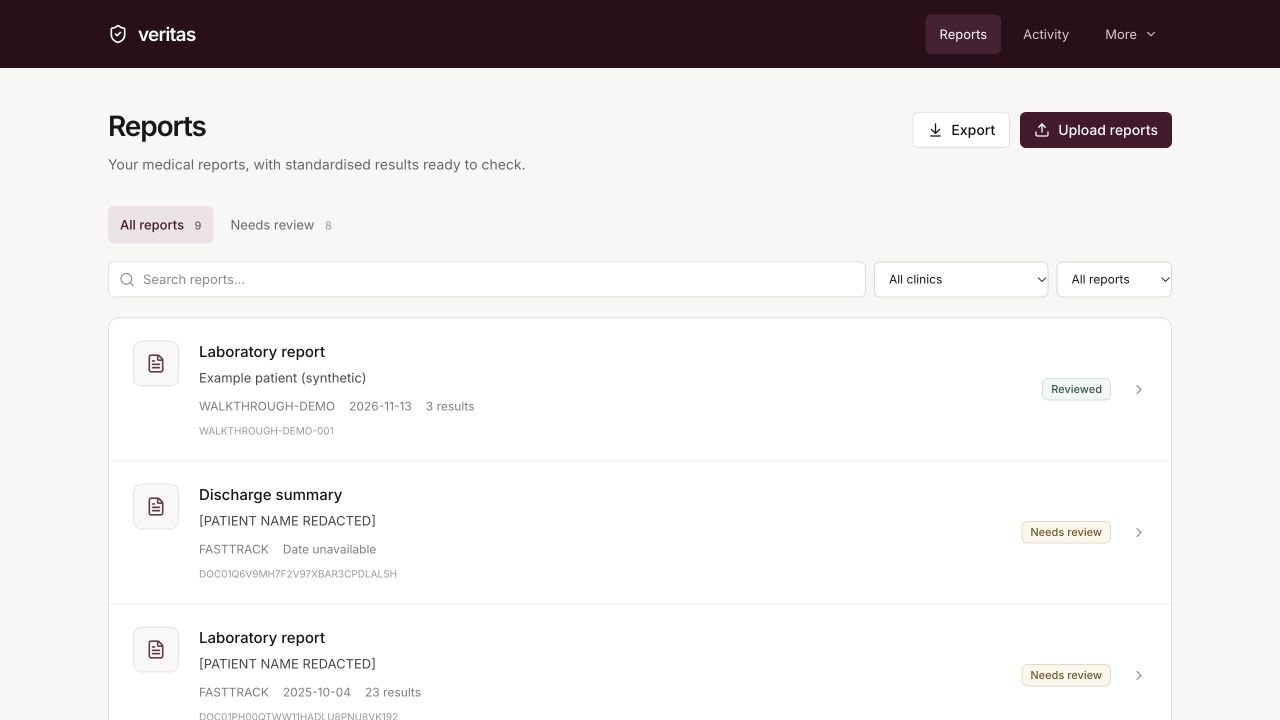 veritas
Reports Activity More
Reports
Export Upload reports
Your medical reports, with standardised results ready to check.
All reports 9 Needs review 8
Search reports... All clinics All reports
Laboratory report
Example patient (synthetic)
WALKTHROUGH-DEMO 2026-11-13 3 results
WALKTHROUGH-DEMO-001
Reviewed
Discharge summary
[PATIENT NAME REDACTED]
FASTTRACK Date unavailable
DOC01Q6V9MH7F2V97XBAR3CPDLALSH
Needs review
Laboratory report
[PATIENT NAME REDACTED]
FASTTRACK 2025-10-04 23 results
Needs review